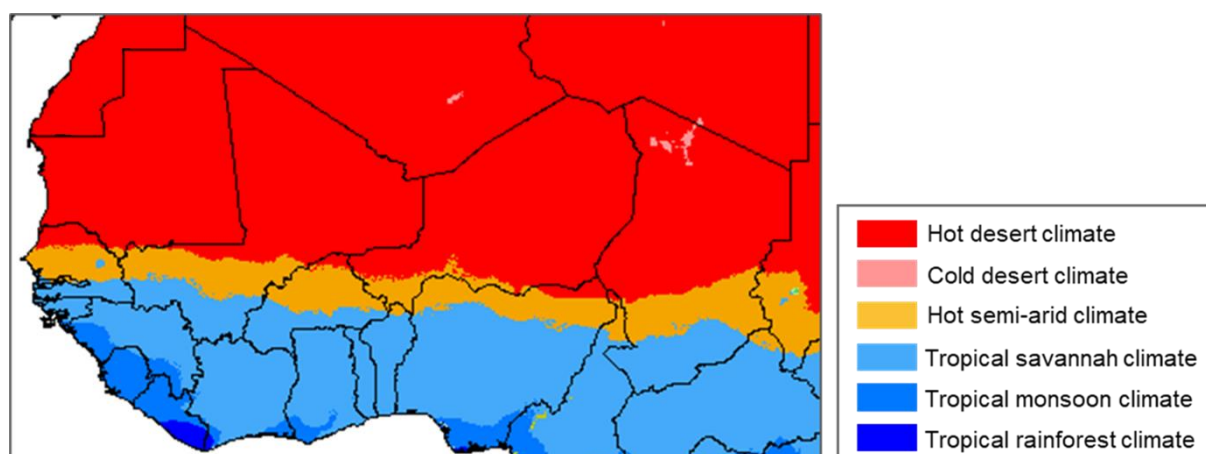 Hot desert climate
Cold desert climate
Hot semi-arid climate
Tropical savannah climate
Tropical monsoon climate
Tropical rainforest climate